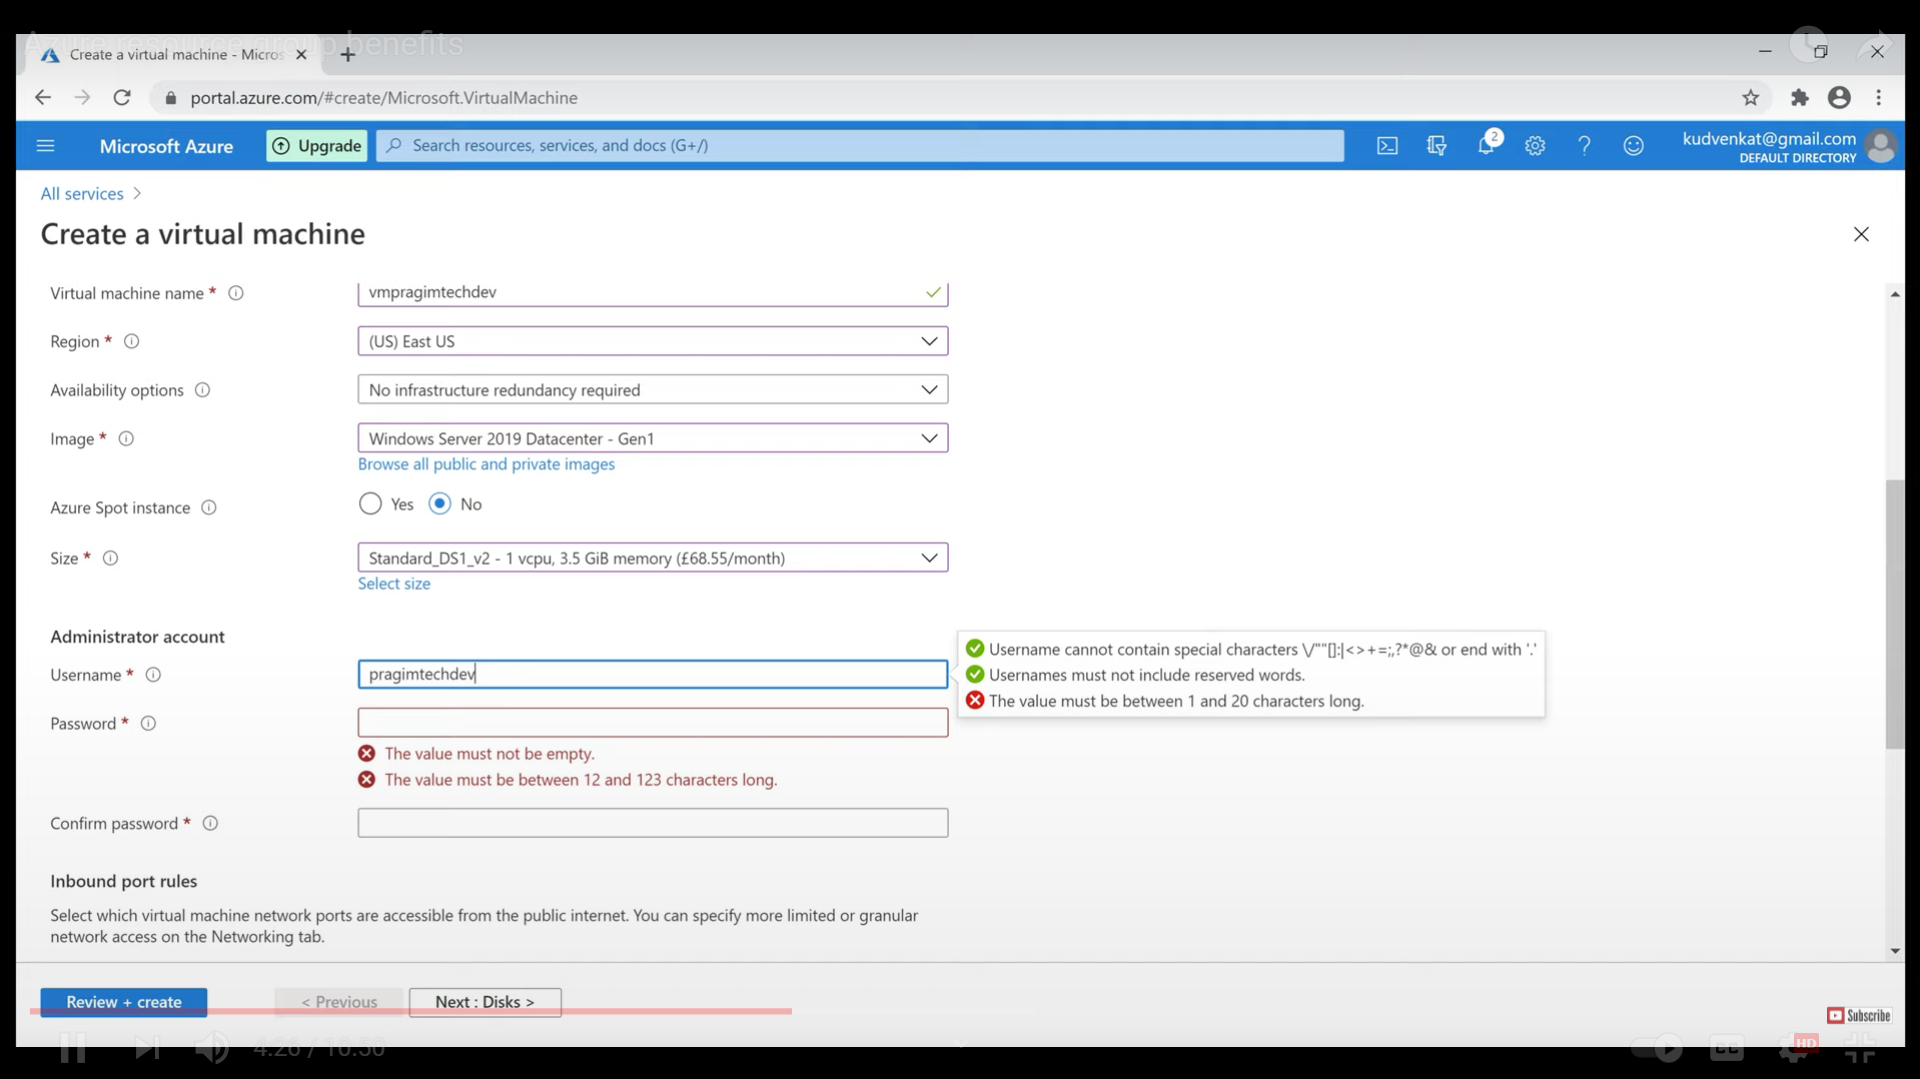 Azure resource group benefits
Create a virtual machine - Micros
portal.azure.com/#create/Microsoft.VirtualMachine
Microsoft Azure
Upgrade
Search resources, services, and docs (G+/)
2
kudvenkat@gmail.com
DEFAULT DIRECTORY
All services >
Create a virtual machine
Virtual machine name *
vmpragimtechdev
Region *
(US) East US
Availability options
No infrastructure redundancy required
Image *
Windows Server 2019 Datacenter - Gen1
Browse all public and private images
Azure Spot instance
Yes
No
Size *
Standard_DS1_v2 - 1 vcpu, 3.5 GiB memory (£68.55/month)
Select size
Administrator account
Username *
pragimtechdev
Username cannot contain special characters \/""[]:|<>+=;,?*@& or end with '.'
Usernames must not include reserved words.
The value must be between 1 and 20 characters long.
Password *
The value must not be empty.
The value must be between 12 and 123 characters long.
Confirm password *
Inbound port rules
Select which virtual machine network ports are accessible from the public internet. You can specify more limited or granular
network access on the Networking tab.
Review + create
< Previous
Next : Disks >
Subscribe
4:26 / 10:50
CC
HD